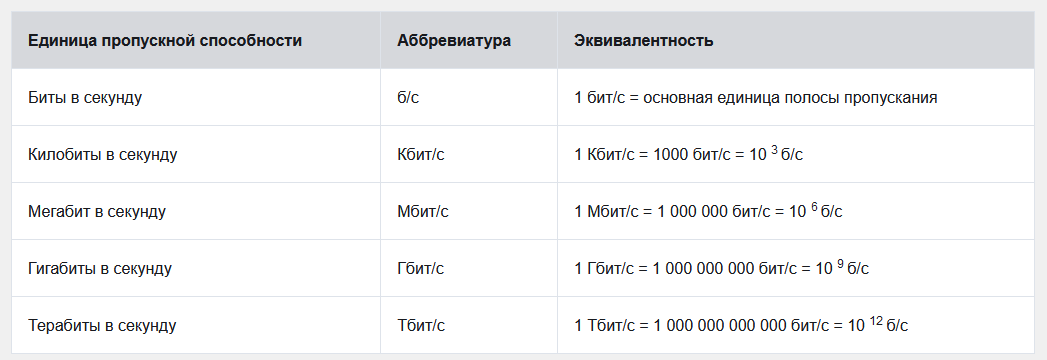 Единица пропускной способности Аббревиатура Эквивалентность
Биты в секунду б/с 1 бит/с = основная единица полосы пропускания
Килобиты в секунду Кбит/с 1 Кбит/с = 1000 бит/с = 10 ³ б/с
Мегабит в секунду Мбит/с 1 Мбит/с = 1 000 000 бит/с = 10 ⁶ б/с
Гигабиты в секунду Гбит/с 1 Гбит/с = 1 000 000 000 бит/с = 10 ⁹ б/с
Терабиты в секунду Тбит/с 1 Тбит/с = 1 000 000 000 000 бит/с = 10 ¹² б/с